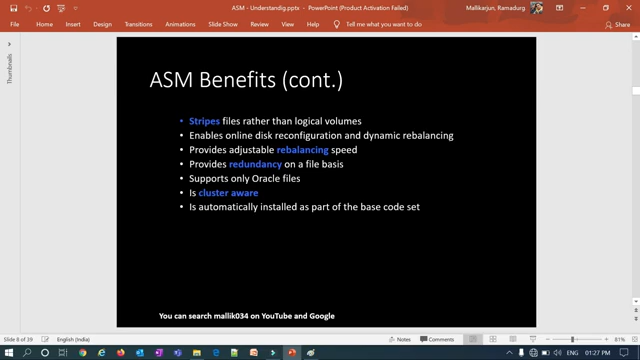 ASM - Understandig.pptx - PowerPoint (Product Activation Failed)
Mallikarjun, Ramadurg
File Home Insert Design Transitions Animations Slide Show Review View Help Tell me what you want to do Share
Thumbnails
ASM Benefits (cont.)
• Stripes files rather than logical volumes
• Enables online disk reconfiguration and dynamic rebalancing
• Provides adjustable rebalancing speed
• Provides redundancy on a file basis
• Supports only Oracle files
• Is cluster aware
• Is automatically installed as part of the base code set
You can search mallik034 on YouTube and Google
Slide 8 of 39 English (India) Notes Comments 81%
ENG 01:27 PM